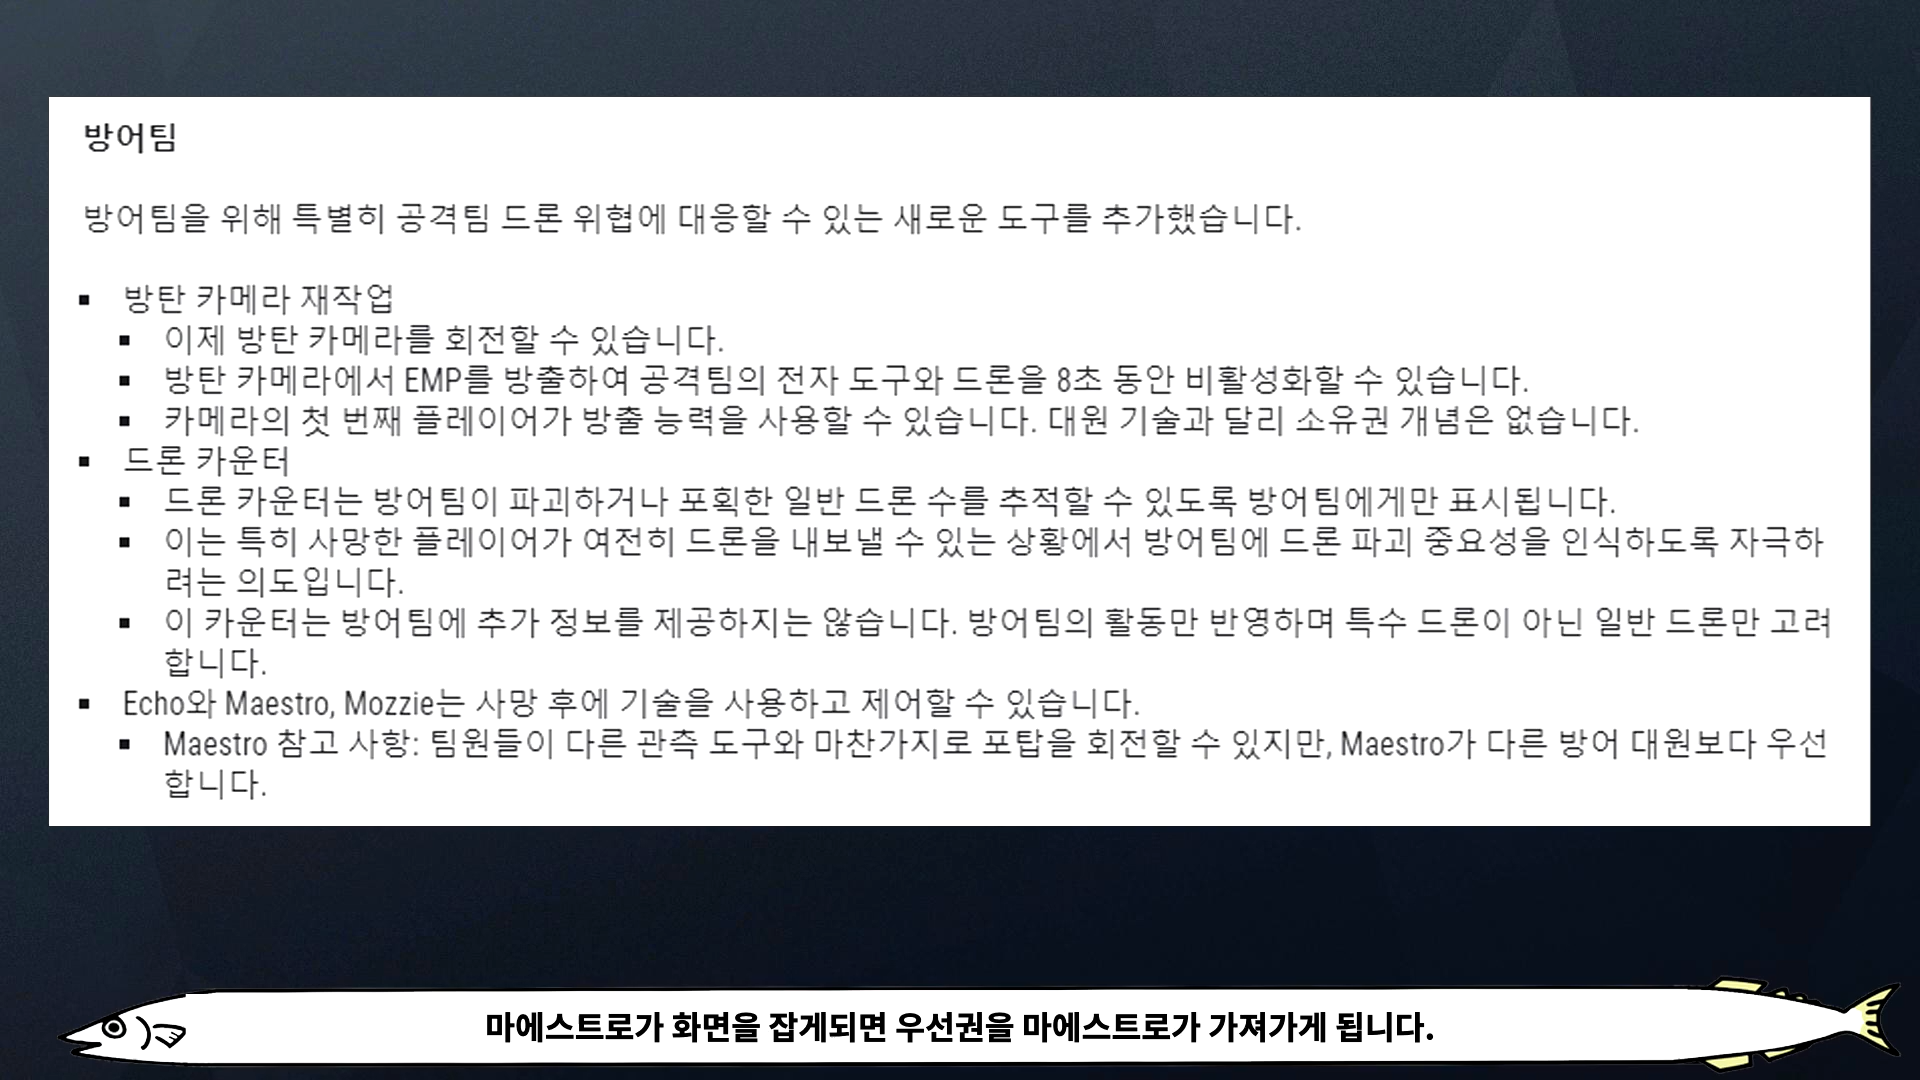 방어팀
방어팀을 위해 특별히 공격팀 드론 위협에 대응할 수 있는 새로운 도구를 추가했습니다.
▪ 방탄 카메라 재작업
▪ 이제 방탄 카메라를 회전할 수 있습니다.
▪ 방탄 카메라에서 EMP를 방출하여 공격팀의 전자 도구와 드론을 8초 동안 비활성화할 수 있습니다.
▪ 카메라의 첫 번째 플레이어가 방출 능력을 사용할 수 있습니다. 대원 기술과 달리 소유권 개념은 없습니다.
▪ 드론 카운터
▪ 드론 카운터는 방어팀이 파괴하거나 포획한 일반 드론 수를 추적할 수 있도록 방어팀에게만 표시됩니다.
▪ 이는 특히 사망한 플레이어가 여전히 드론을 내보낼 수 있는 상황에서 방어팀에 드론 파괴 중요성을 인식하도록 자극하
려는 의도입니다.
▪ 이 카운터는 방어팀에 추가 정보를 제공하지는 않습니다. 방어팀의 활동만 반영하며 특수 드론이 아닌 일반 드론만 고려
합니다.
▪ Echo와 Maestro, Mozzie는 사망 후에 기술을 사용하고 제어할 수 있습니다.
▪ Maestro 참고 사항: 팀원들이 다른 관측 도구와 마찬가지로 포탑을 회전할 수 있지만, Maestro가 다른 방어 대원보다 우선
합니다.
마에스트로가 화면을 잡게되면 우선권을 마에스트로가 가져가게 됩니다.